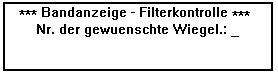 *** Bandanzeige - Filterkontrolle ***
Nr. der gewuenschte Wiegel.: _